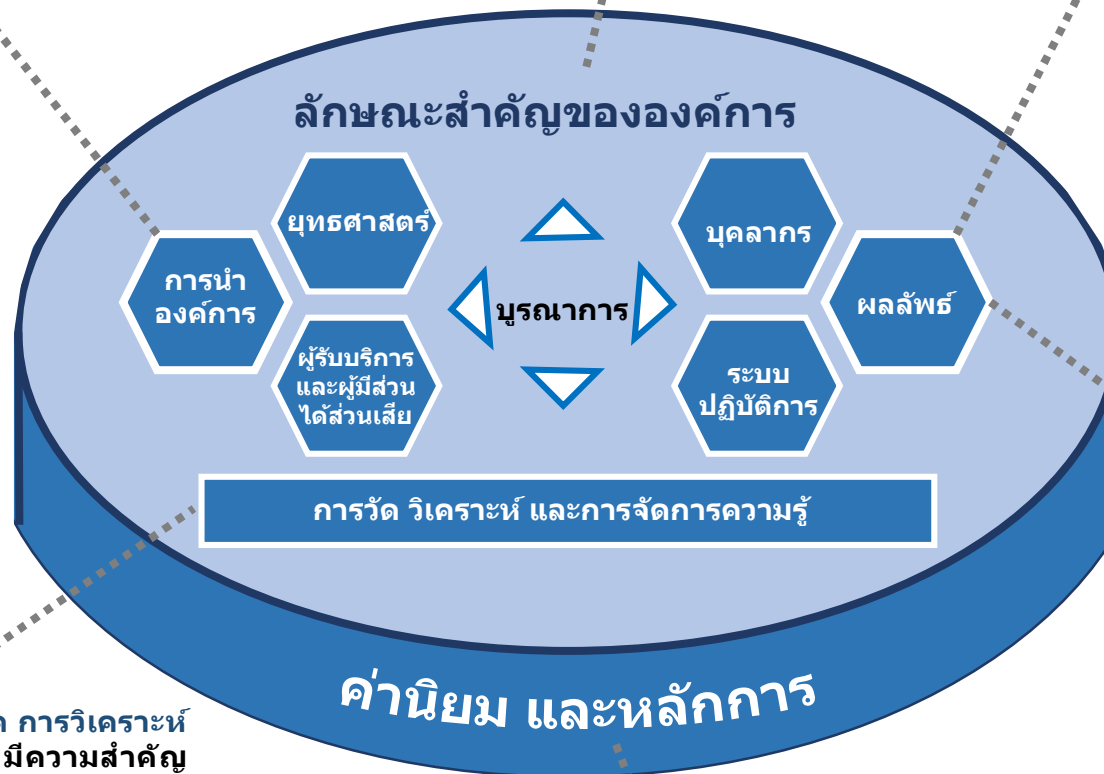 ลักษณะสำคัญขององค์การ
ยุทธศาสตร์
บุคลากร
การนำ
องค์การ
บูรณาการ
ผลลัพธ์
ผู้รับบริการ
และผู้มีส่วน
ได้ส่วนเสีย
ระบบ
ปฏิบัติการ
การวัด วิเคราะห์ และการจัดการความรู้
ค่านิยม และหลักการ
การวิเคราะห์
มีความสำคัญ